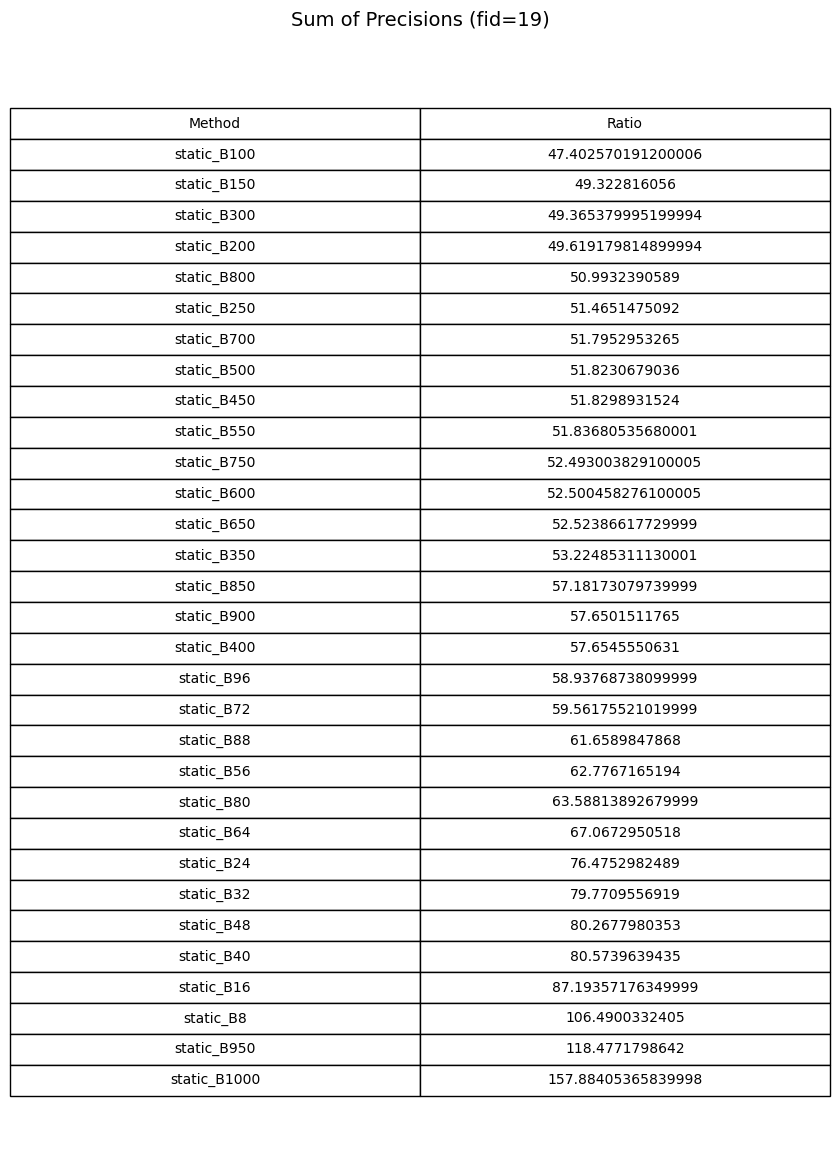 Sum of Precisions (fid=19)
Method Ratio
static_B100 47.402570191200006
static_B150 49.322816056
static_B300 49.365379995199994
static_B200 49.619179814899994
static_B800 50.9932390589
static_B250 51.4651475092
static_B700 51.7952953265
static_B500 51.8230679036
static_B450 51.8298931524
static_B550 51.83680535680001
static_B750 52.493003829100005
static_B600 52.500458276100005
static_B650 52.52386617729999
static_B350 53.22485311130001
static_B850 57.18173079739999
static_B900 57.6501511765
static_B400 57.6545550631
static_B96 58.93768738099999
static_B72 59.56175521019999
static_B88 61.6589847868
static_B56 62.7767165194
static_B80 63.58813892679999
static_B64 67.0672950518
static_B24 76.4752982489
static_B32 79.7709556919
static_B48 80.2677980353
static_B40 80.5739639435
static_B16 87.19357176349999
static_B8 106.4900332405
static_B950 118.4771798642
static_B1000 157.88405365839998